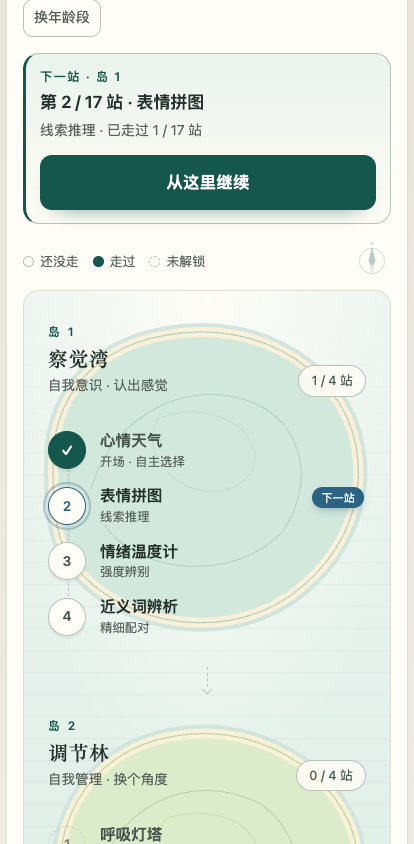 换年龄段
下一站 · 岛 1
第 2 / 17 站 · 表情拼图
线索推理 · 已走过 1 / 17 站
从这里继续
还没走 走过 未解锁
岛 1
察觉湾
自我意识 · 认出感觉
1 / 4 站
心情天气
开场 · 自主选择
2
表情拼图
线索推理
下一站
3
情绪温度计
强度辨别
4
近义词辨析
精细配对
岛 2
调节林
自我管理 · 换个角度
0 / 4 站
1
呼吸灯塔